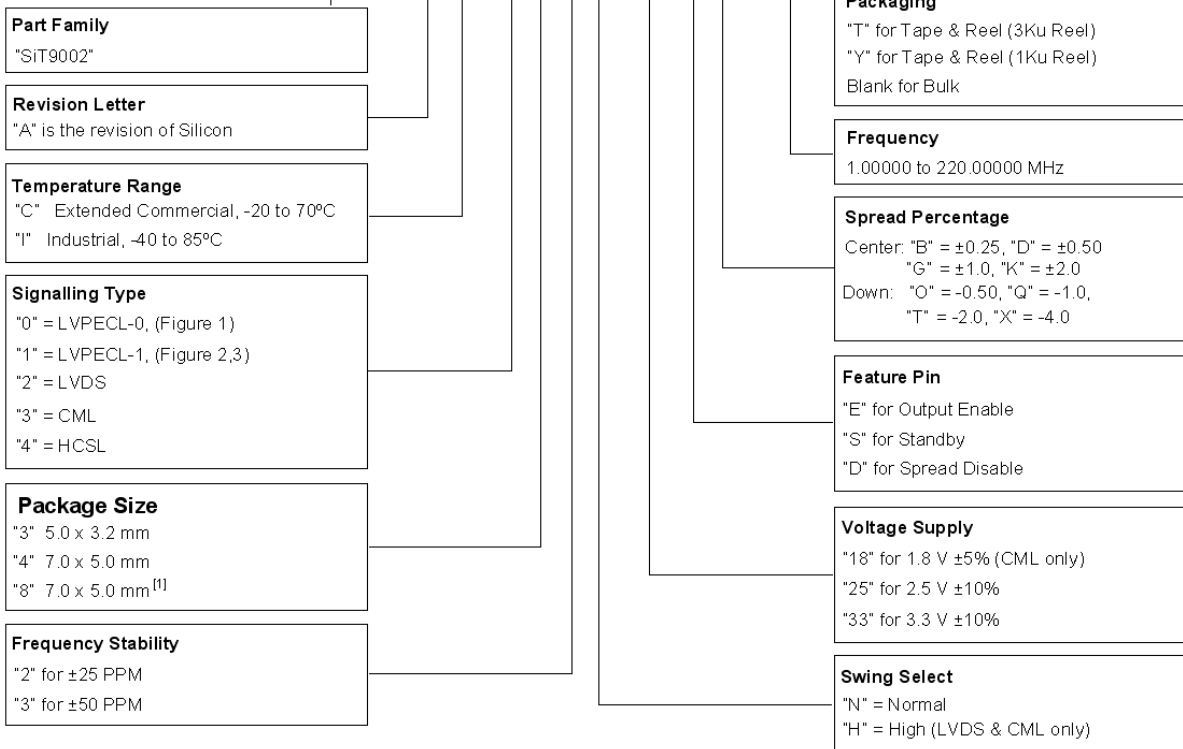 Part Family
"SiT9002"
Revision Letter
"A" is the revision of Silicon
Temperature Range
"C" Extended Commercial, -20 to 70ºC
"I" Industrial, -40 to 85ºC
Signalling Type
"0" = LVPECL-0, (Figure 1)
"1" = LVPECL-1, (Figure 2,3)
"2" = LVDS
"3" = CML
"4" = HCSL
Package Size
"3" 5.0 x 3.2 mm
"4" 7.0 x 5.0 mm
"8" 7.0 x 5.0 mm [1]
Frequency Stability
"2" for ±25 PPM
"3" for ±50 PPM
Packaging
"T" for Tape & Reel (3Ku Reel)
"Y" for Tape & Reel (1Ku Reel)
Blank for Bulk
Frequency
1.00000 to 220.00000 MHz
Spread Percentage
Center: "B" = ±0.25, "D" = ±0.50
"G" = ±1.0, "K" = ±2.0
Down: "O" = -0.50, "Q" = -1.0,
"T" = -2.0, "X" = -4.0
Feature Pin
"E" for Output Enable
"S" for Standby
"D" for Spread Disable
Voltage Supply
"18" for 1.8 V ±5% (CML only)
"25" for 2.5 V ±10%
"33" for 3.3 V ±10%
Swing Select
"N" = Normal
"H" = High (LVDS & CML only)